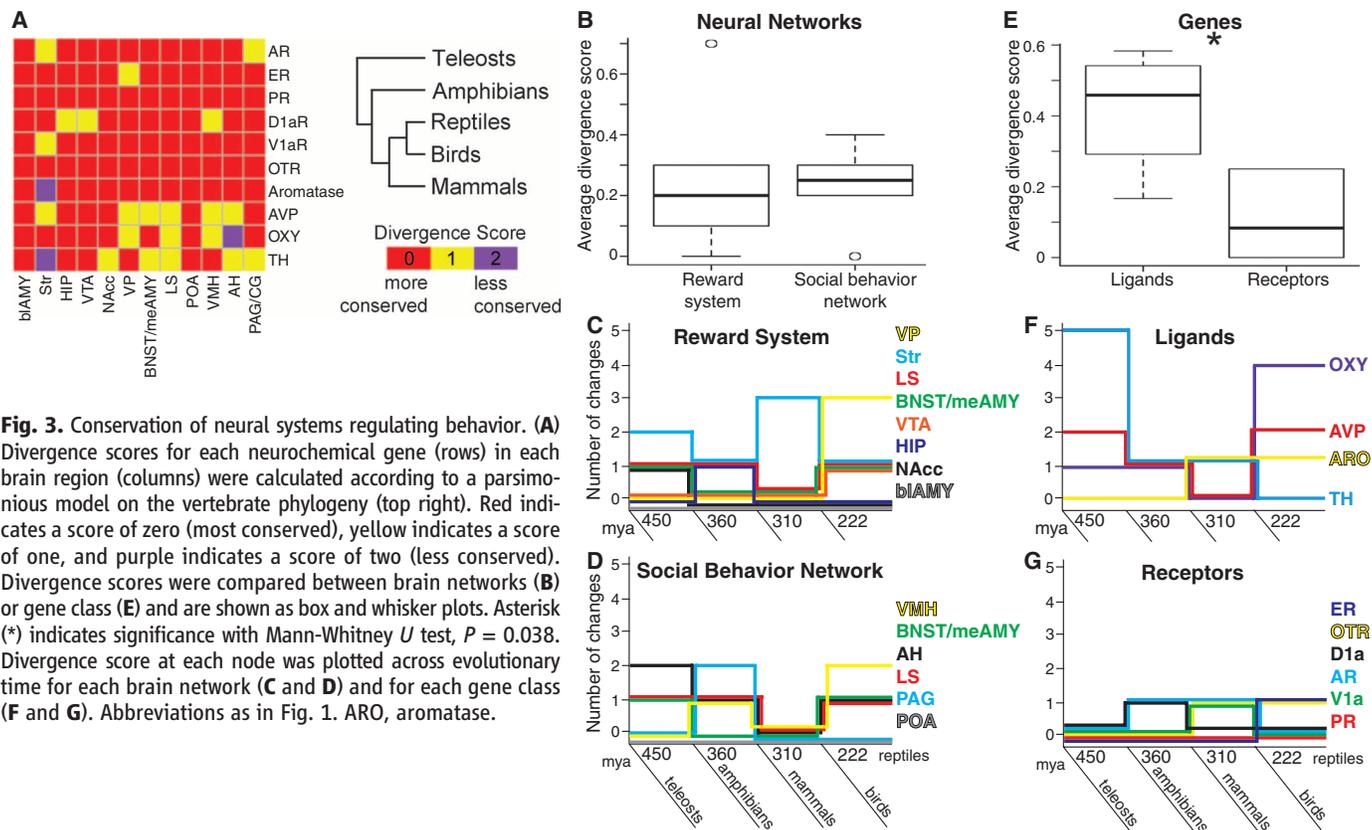 A
AR
ER
PR
D1aR
V1aR
OTR
Aromatase
AVP
OXY
TH
blAMY
Str
HIP
VTA
NAcc
VP
BNST/meAMY
LS
POA
VMH
AH
PAG/CG
Teleosts
Amphibians
Reptiles
Birds
Mammals
Divergence Score
0 1 2
more conserved
less conserved
Fig. 3. Conservation of neural systems regulating behavior. (A)
Divergence scores for each neurochemical gene (rows) in each
brain region (columns) were calculated according to a parsimo-
nious model on the vertebrate phylogeny (top right). Red indi-
cates a score of zero (most conserved), yellow indicates a score
of one, and purple indicates a score of two (less conserved).
Divergence scores were compared between brain networks (B)
or gene class (E) and are shown as box and whisker plots. Asterisk
(*) indicates significance with Mann-Whitney U test, P = 0.038.
Divergence score at each node was plotted across evolutionary
time for each brain network (C and D) and for each gene class
(F and G). Abbreviations as in Fig. 1. ARO, aromatase.
B
Neural Networks
Average divergence score
0.6
0.4
0.2
0
Reward
system
Social behavior
network
C
Reward System
Number of changes
5
4
3
2
1
0
mya 450 360 310 222
VP
Str
LS
BNST/meAMY
VTA
HIP
NAcc
blAMY
D
Social Behavior Network
Number of changes
5
4
3
2
1
0
mya 450 360 310 222 reptiles
teleosts
amphibians
mammals
birds
VMH
BNST/meAMY
AH
LS
PAG
POA
E
Genes
*
Average divergence score
0.6
0.4
0.2
0
Ligands
Receptors
F
Ligands
5
4
3
2
1
0
450 360 310 222
OXY
AVP
ARO
TH
G
Receptors
5
4
3
2
1
0
mya 450 360 310 222 reptiles
teleosts
amphibians
mammals
birds
ER
OTR
D1a
AR
V1a
PR